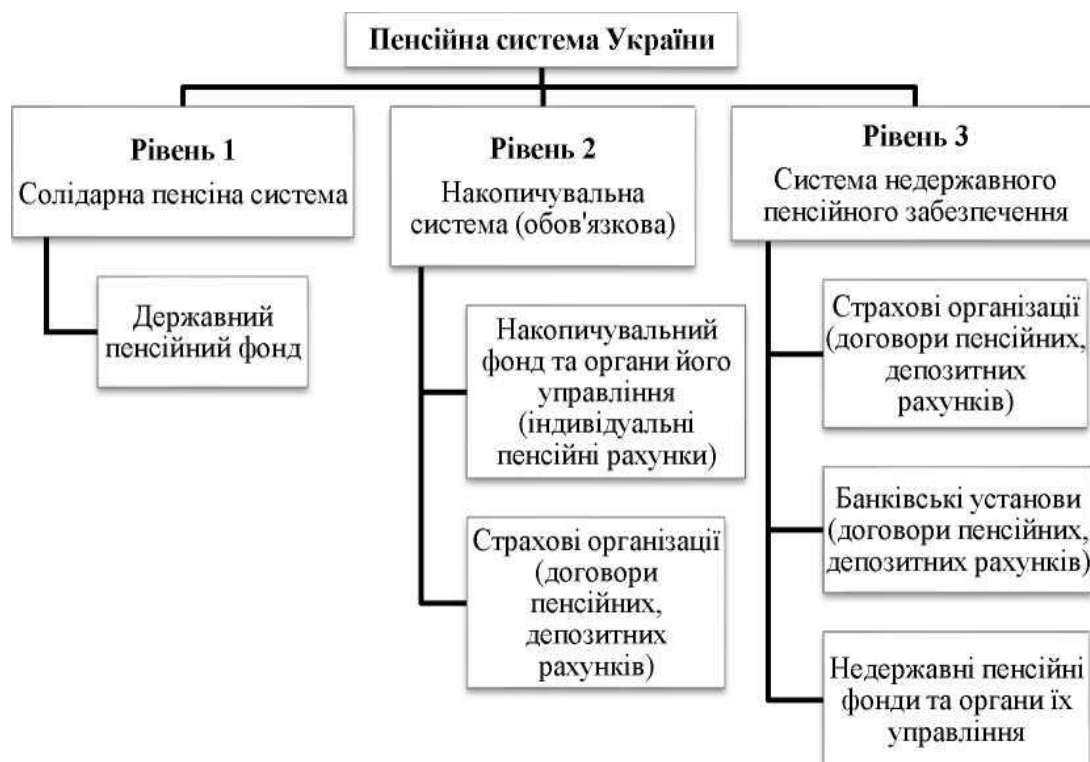 Пенсійна система України
Рівень 1
Солідарна пенсіна система
Державний
пенсійний фонд
Рівень 2
Накопичувальна
система (обов'язкова)
Накопичувальний
фонд та органи його
управління
(індивідуальні
пенсійні рахунки)
Страхові організації
(договори
пенсійних,
депозитних
рахунків)
Рівень 3
Система недержавного
пенсійного забезпечення
Страхові організації
(договори пенсійних,
депозитних
рахунків)
Банківські установи
(договори пенсійних,
депозитних рахунків)
Недержавні пенсійні
фонди та органи їх
управління